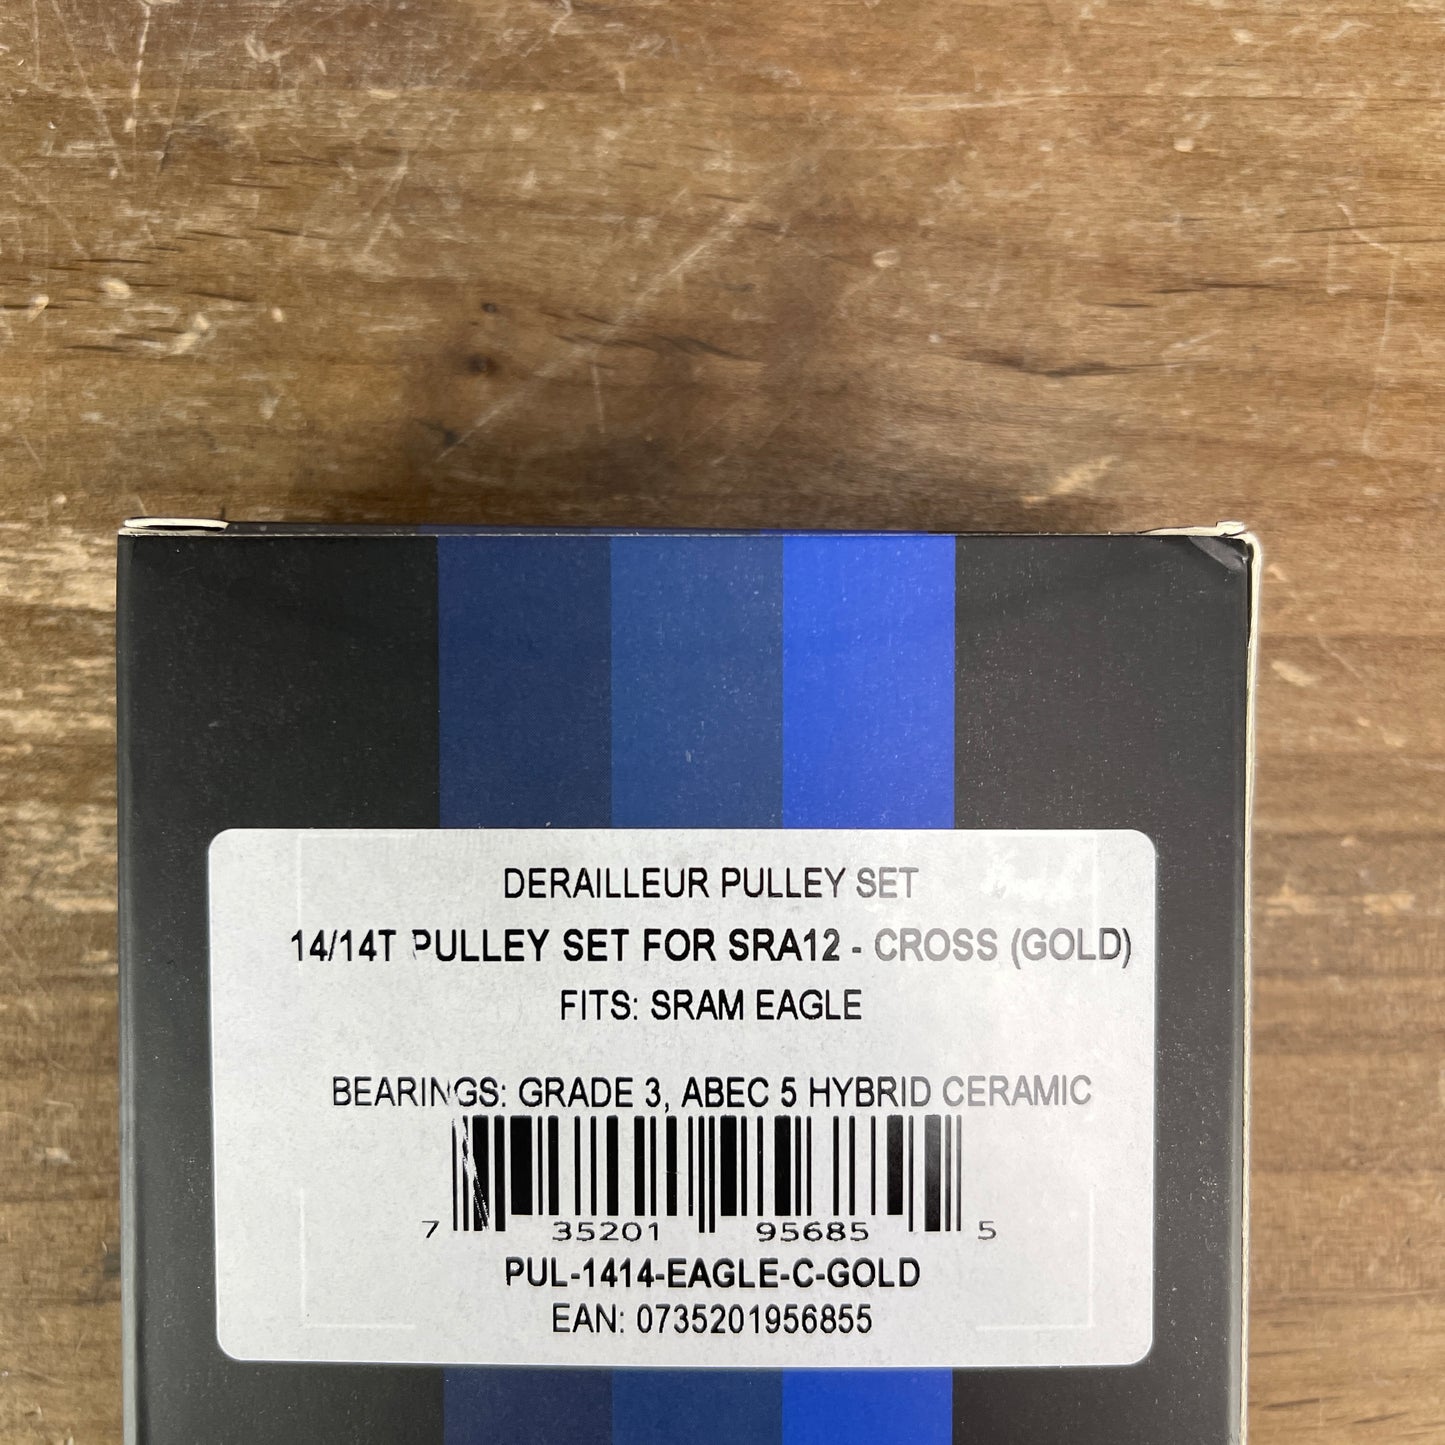 DERAILLEUR PULLEY SET
14/14T PULLEY SET FOR SRA12 - CROSS (GOLD)
FITS: SRAM EAGLE
BEARINGS: GRADE 3, ABEC 5 HYBRID CERAMIC
7 35201 95685 5
PUL-1414-EAGLE-C-GOLD
EAN: 0735201956855